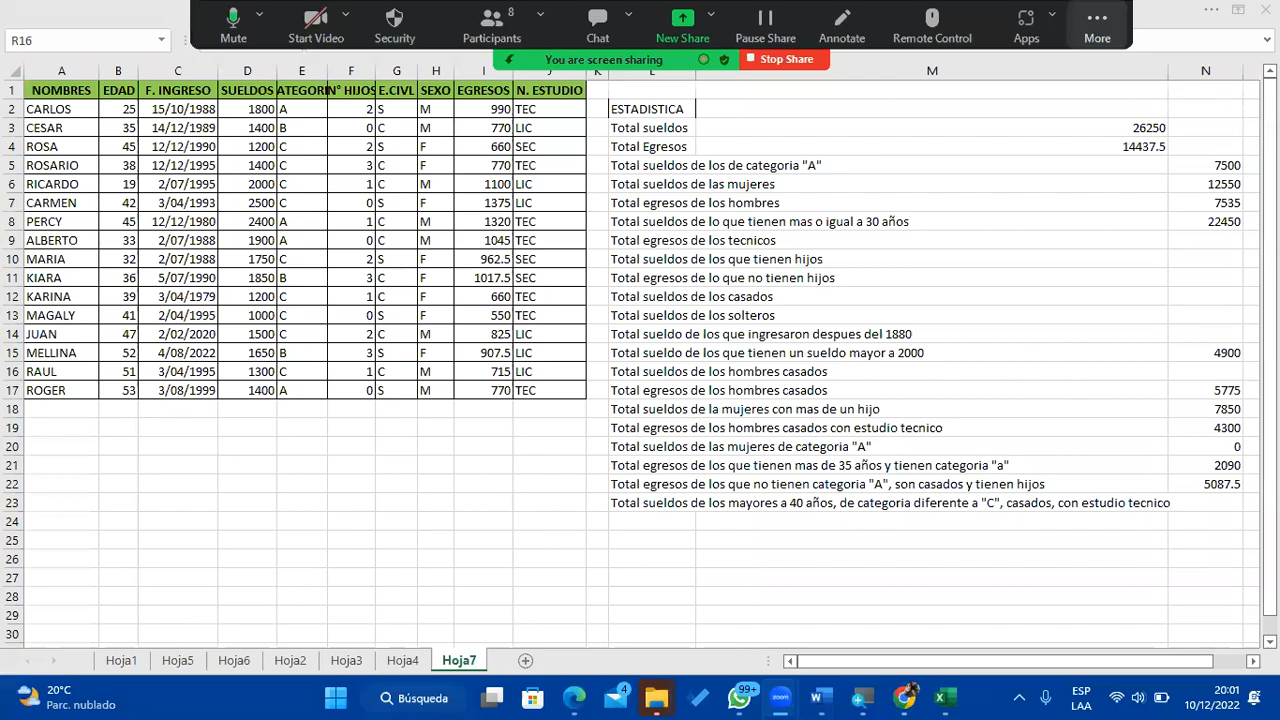 Mute
Start Video
Security
8
Participants
Chat
New Share
Pause Share
Annotate
Remote Control
Apps
More
R16
You are screen sharing
Stop Share
A B C D E F G H I J K L M N
1 NOMBRES EDAD F. INGRESO SUELDOS ATEGORI N° HIJOS E.CIVL SEXO EGRESOS N. ESTUDIO
2 CARLOS 25 15/10/1988 1800 A 2 S M 990 TEC ESTADISTICA
3 CESAR 35 14/12/1989 1400 B 0 C M 770 LIC Total sueldos 26250
4 ROSA 45 12/12/1990 1200 C 2 S F 660 SEC Total Egresos 14437.5
5 ROSARIO 38 12/12/1995 1400 C 3 C F 770 TEC Total sueldos de los de categoria "A" 7500
6 RICARDO 19 2/07/1995 2000 C 1 C M 1100 LIC Total sueldos de las mujeres 12550
7 CARMEN 42 3/04/1993 2500 C 0 S F 1375 LIC Total egresos de los hombres 7535
8 PERCY 45 12/12/1980 2400 A 1 C M 1320 TEC Total sueldos de lo que tienen mas o igual a 30 años 22450
9 ALBERTO 33 2/07/1988 1900 A 0 C M 1045 LIC Total egresos de los tecnicos
10 MARIA 32 2/07/1988 1750 C 2 S F 962.5 SEC Total sueldos de los que tienen hijos
11 KIARA 36 5/07/1990 1850 B 3 C F 1017.5 SEC Total egresos de lo que no tienen hijos
12 KARINA 39 3/04/1979 1200 C 1 C F 660 TEC Total sueldos de los casados
13 MAGALY 41 2/04/1995 1000 C 0 S F 550 TEC Total sueldos de los solteros
14 JUAN 47 2/02/2020 1500 C 2 C M 825 LIC Total sueldo de los que ingresaron despues del 1880
15 MELLINA 52 4/08/2022 1650 B 3 S F 907.5 LIC Total sueldo de los que tienen un sueldo mayor a 2000 4900
16 RAUL 51 3/04/1995 1300 C 1 C M 715 LIC Total sueldos de los hombres casados
17 ROGER 53 3/08/1999 1400 A 0 S M 770 TEC Total egresos de los hombres casados 5775
18 Total sueldos de la mujeres con mas de un hijo 7850
19 Total egresos de los hombres casados con estudio tecnico 4300
20 Total sueldos de las mujeres de categoria "A" 0
21 Total egresos de los que tienen mas de 35 años y tienen categoria "a" 2090
22 Total egresos de los que no tienen categoria "A", son casados y tienen hijos 5087.5
23 Total sueldos de los mayores a 40 años, de categoria diferente a "C", casados, con estudio tecnico
24
25
26
27
28
29
30
Hoja1 Hoja5 Hoja6 Hoja2 Hoja3 Hoja4 Hoja7
20°C
Parc. nublado
Búsqueda
4
99+
zoom
ESP
LAA
20:01
10/12/2022